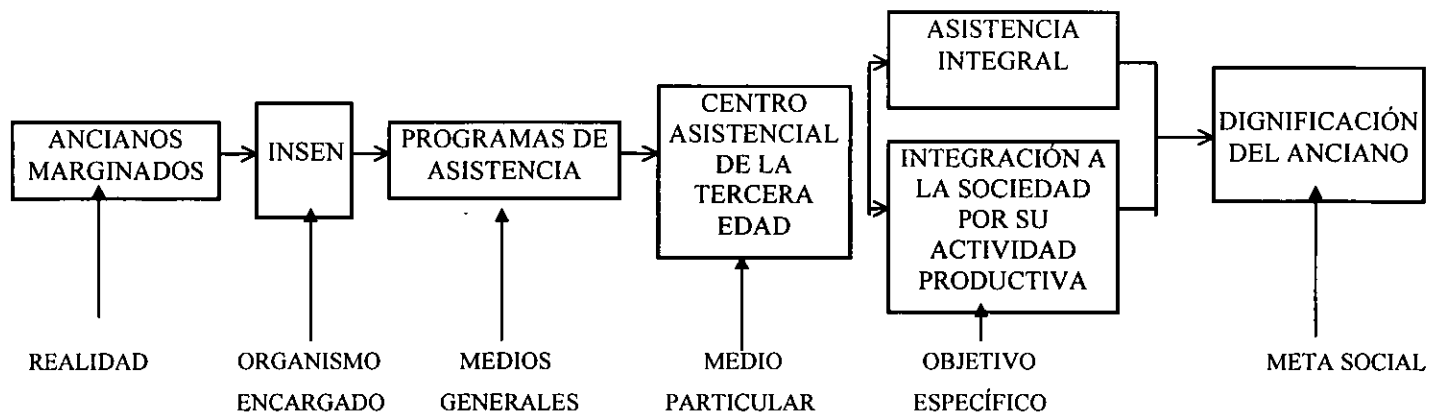 ANCIANOS
MARGINADOS
INSEN
PROGRAMAS DE
ASISTENCIA
CENTRO
ASISTENCIAL
DE LA
TERCERA
EDAD
ASISTENCIA
INTEGRAL
INTEGRACIÓN A
LA SOCIEDAD
POR SU
ACTIVIDAD
PRODUCTIVA
DIGNIFICACIÓN
DEL ANCIANO
REALIDAD
ORGANISMO
ENCARGADO
MEDIOS
GENERALES
MEDIO
PARTICULAR
OBJETIVO
ESPECÍFICO
META SOCIAL